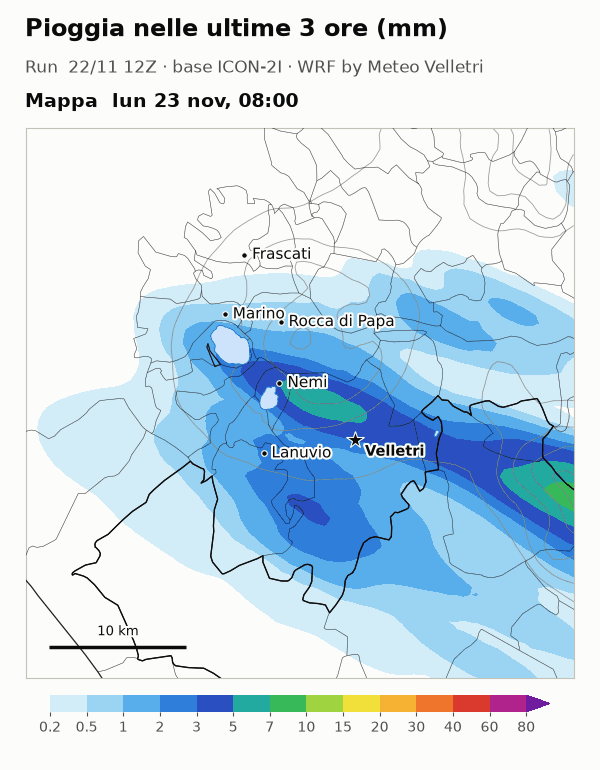 Pioggia nelle ultime 3 ore (mm)
Run  22/11 12Z · base ICON-2I · WRF by Meteo Velletri
Mappa  lun 23 nov, 08:00
Frascati
Marino
Rocca di Papa
Nemi
Velletri
Lanuvio
10 km
0.2 0.5 1 2 3 5 7 10 15 20 30 40 60 80